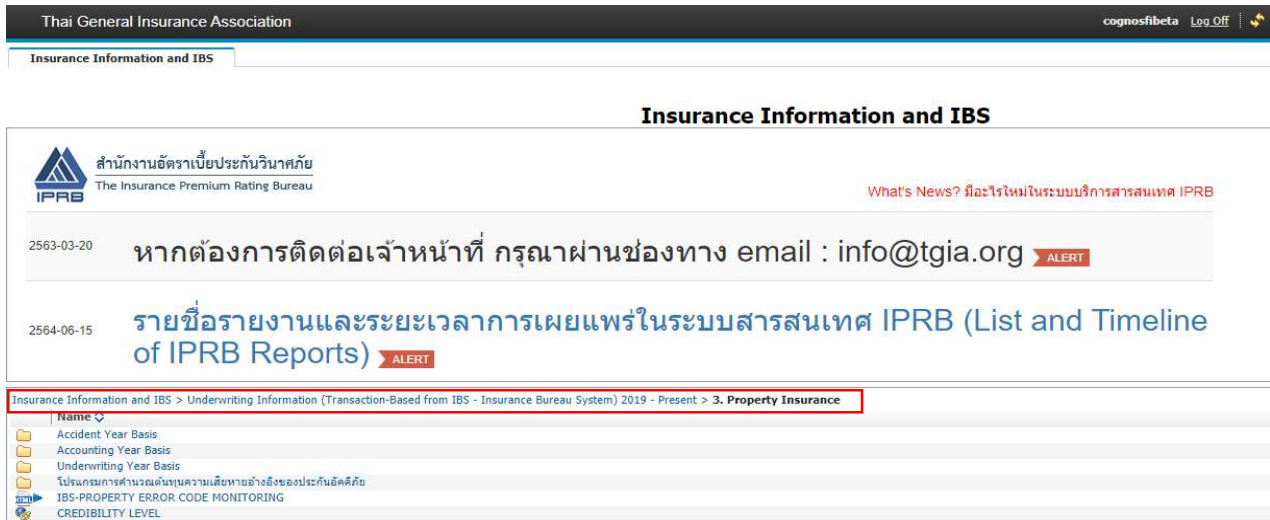 Thai General Insurance Association
cognosfibeta Log Off
Insurance Information and IBS
Insurance Information and IBS
IPRB
สำนักงานอัตราเบี้ยประกันวินาศภัย
The Insurance Premium Rating Bureau
What's News? มีอะไรใหม่ในระบบบริการสารสนเทศ IPRB
2563-03-20
หากต้องการติดต่อเจ้าหน้าที่ กรุณาผ่านช่องทาง email : info@tgia.org ALERT
2564-06-15
รายชื่อรายงานและระยะเวลาการเผยแพร่ในระบบสารสนเทศ IPRB (List and Timeline
of IPRB Reports) ALERT
Insurance Information and IBS > Underwriting Information (Transaction-Based from IBS - Insurance Bureau System) 2019 - Present > 3. Property Insurance
Name
Accident Year Basis
Accounting Year Basis
Underwriting Year Basis
โปรแกรมการคำนวณต้นทุนความเสียหายอ้างอิงของประกันอัคคีภัย
IBS-PROPERTY ERROR CODE MONITORING
CREDIBILITY LEVEL